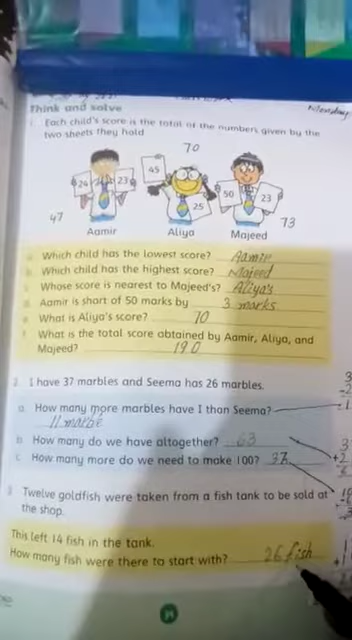 Think and solve
Monday
1. Each child's score is the total of the numbers given by the
two sheets they hold
70
24 23 45 25 50 23
47 73
Aamir Aliya Majeed
a Which child has the lowest score? Aamir
b Which child has the highest score? Majeed
c Whose score is nearest to Majeed's? Aliya's
d Aamir is short of 50 marks by 3 marks
e What is Aliya's score? 70
f What is the total score obtained by Aamir, Aliya, and
Majeed? 190
2 I have 37 marbles and Seema has 26 marbles.
a. How many more marbles have I than Seema?
11 marble
b How many do we have altogether? 63
c How many more do we need to make 100? 37
3 Twelve goldfish were taken from a fish tank to be sold at
the shop.
This left 14 fish in the tank.
How many fish were there to start with? 26 fish